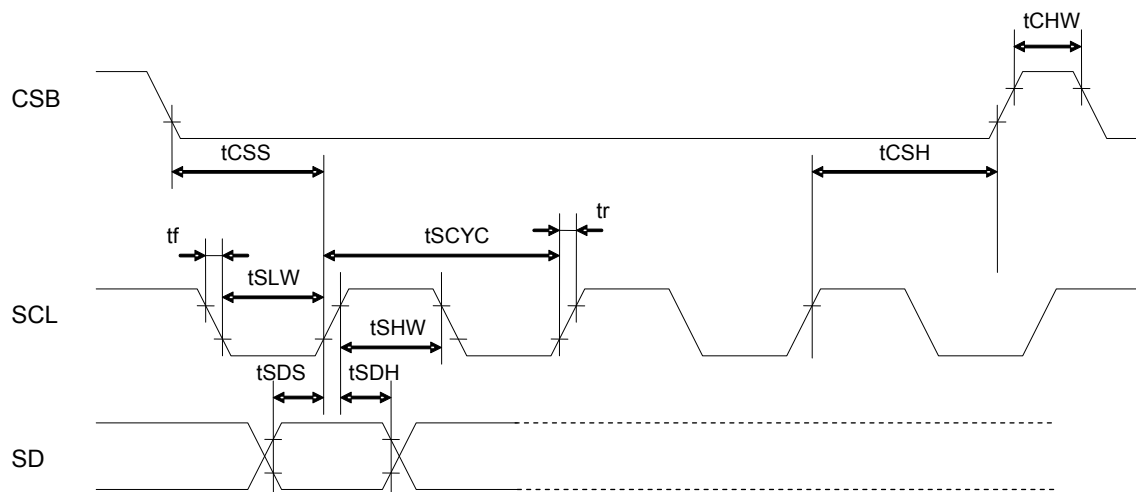 tCHW
CSB
tCSS
tCSH
tr
tf
tSCYC
tSLW
SCL
tSHW
tSDS
tSDH
SD